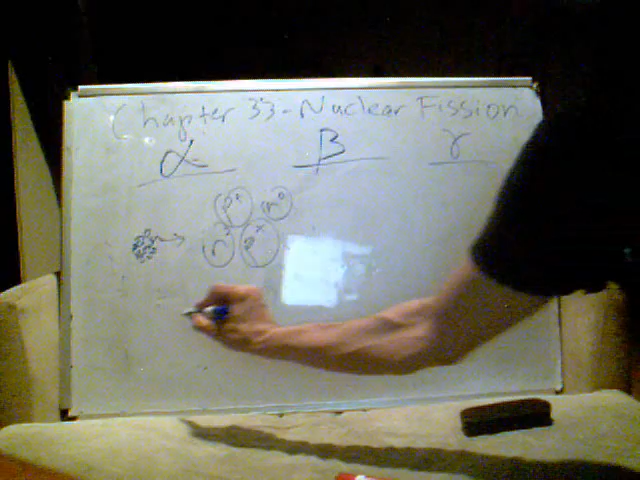 Chapter 33-Nuclear Fission
α β γ
p⁺ n⁰
n⁰ p⁺